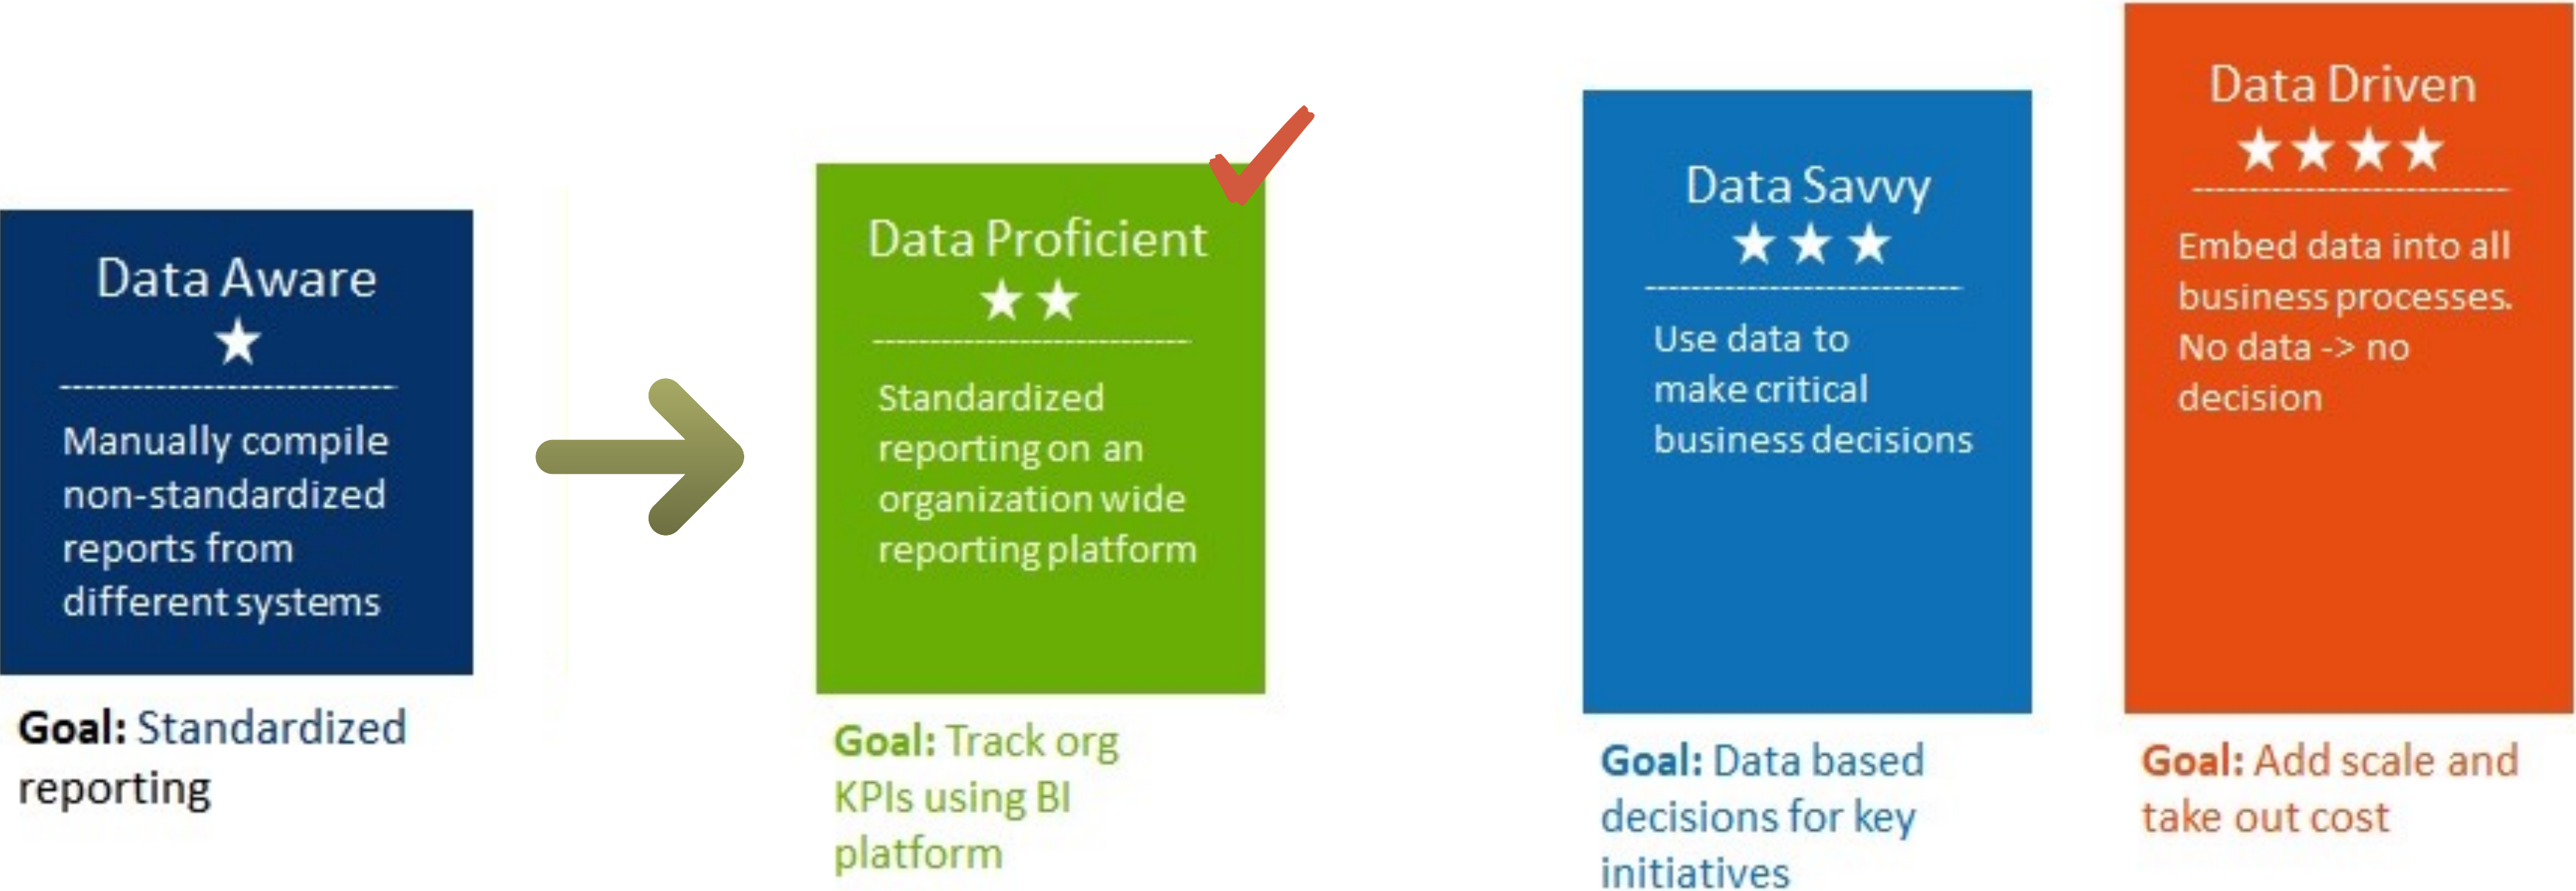 Data Aware
Manually compile
non-standardized
reports from
different systems
Goal: Standardized
reporting
Data Proficient
Standardized
reporting on an
organization wide
reporting platform
Goal: Track org
KPIs using BI
platform
Data Savvy
Use data to
make critical
business decisions
Goal: Data based
decisions for key
initiatives
Data Driven
Embed data into all
business processes.
No data -> no
decision
Goal: Add scale and
take out cost